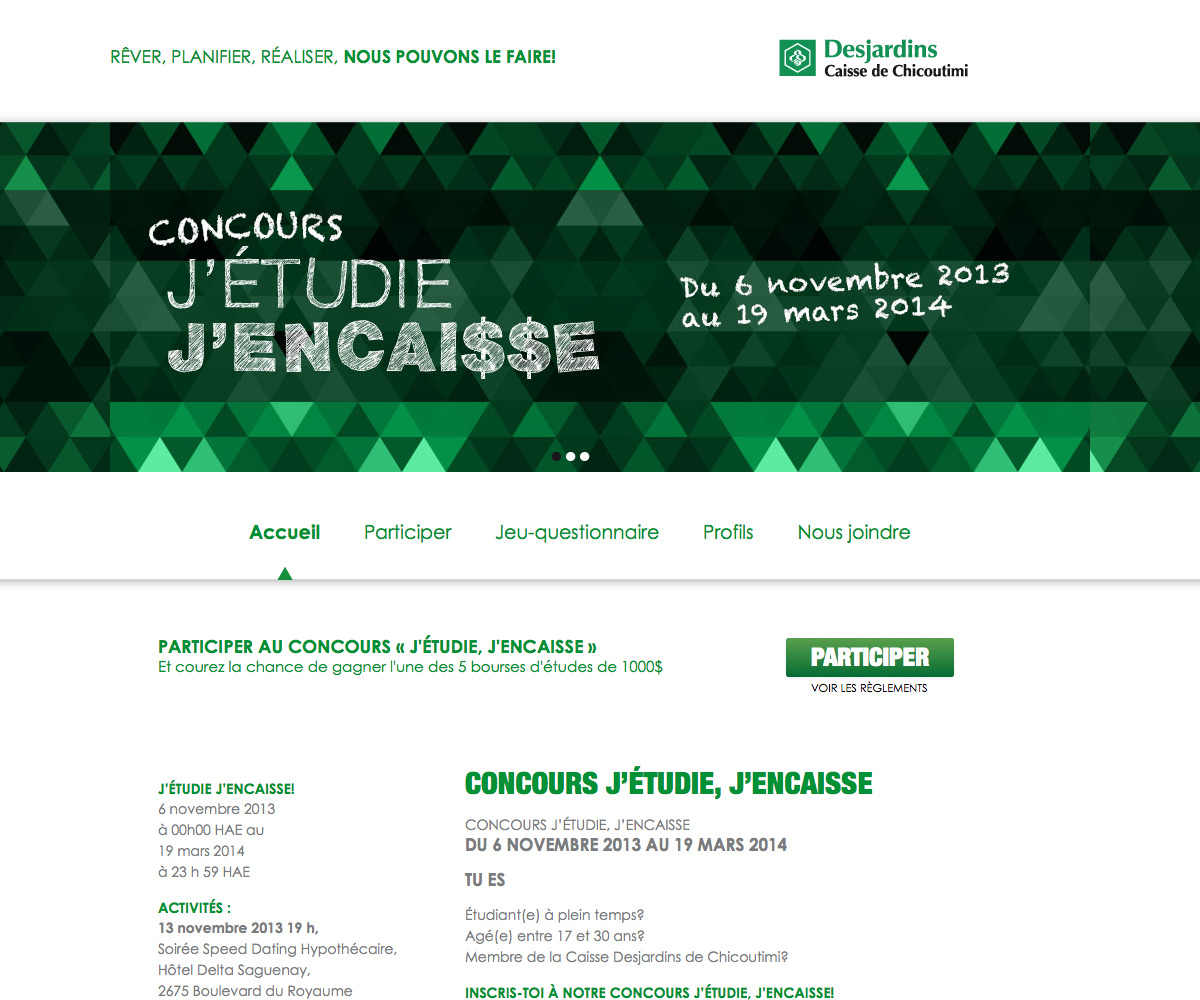 RÊVER, PLANIFIER, RÉALISER, NOUS POUVONS LE FAIRE!
Desjardins
Caisse de Chicoutimi
CONCOURS
J'ÉTUDIE
J'ENCAI$$E
Du 6 novembre 2013
au 19 mars 2014
Accueil Participer Jeu-questionnaire Profils Nous joindre
PARTICIPER AU CONCOURS « J'ÉTUDIE, J'ENCAISSE »
Et courez la chance de gagner l'une des 5 bourses d'études de 1000$
PARTICIPER
VOIR LES RÈGLEMENTS
J'ÉTUDIE J'ENCAISSE!
6 novembre 2013
à 00h00 HAE au
19 mars 2014
à 23 h 59 HAE
ACTIVITÉS :
13 novembre 2013 19 h,
Soirée Speed Dating Hypothécaire,
Hôtel Delta Saguenay,
2675 Boulevard du Royaume
CONCOURS J'ÉTUDIE, J'ENCAISSE
CONCOURS J'ÉTUDIE, J'ENCAISSE
DU 6 NOVEMBRE 2013 AU 19 MARS 2014
TU ES
Étudiant(e) à plein temps?
Agé(e) entre 17 et 30 ans?
Membre de la Caisse Desjardins de Chicoutimi?
INSCRIS-TOI À NOTRE CONCOURS J'ÉTUDIE, J'ENCAISSE!